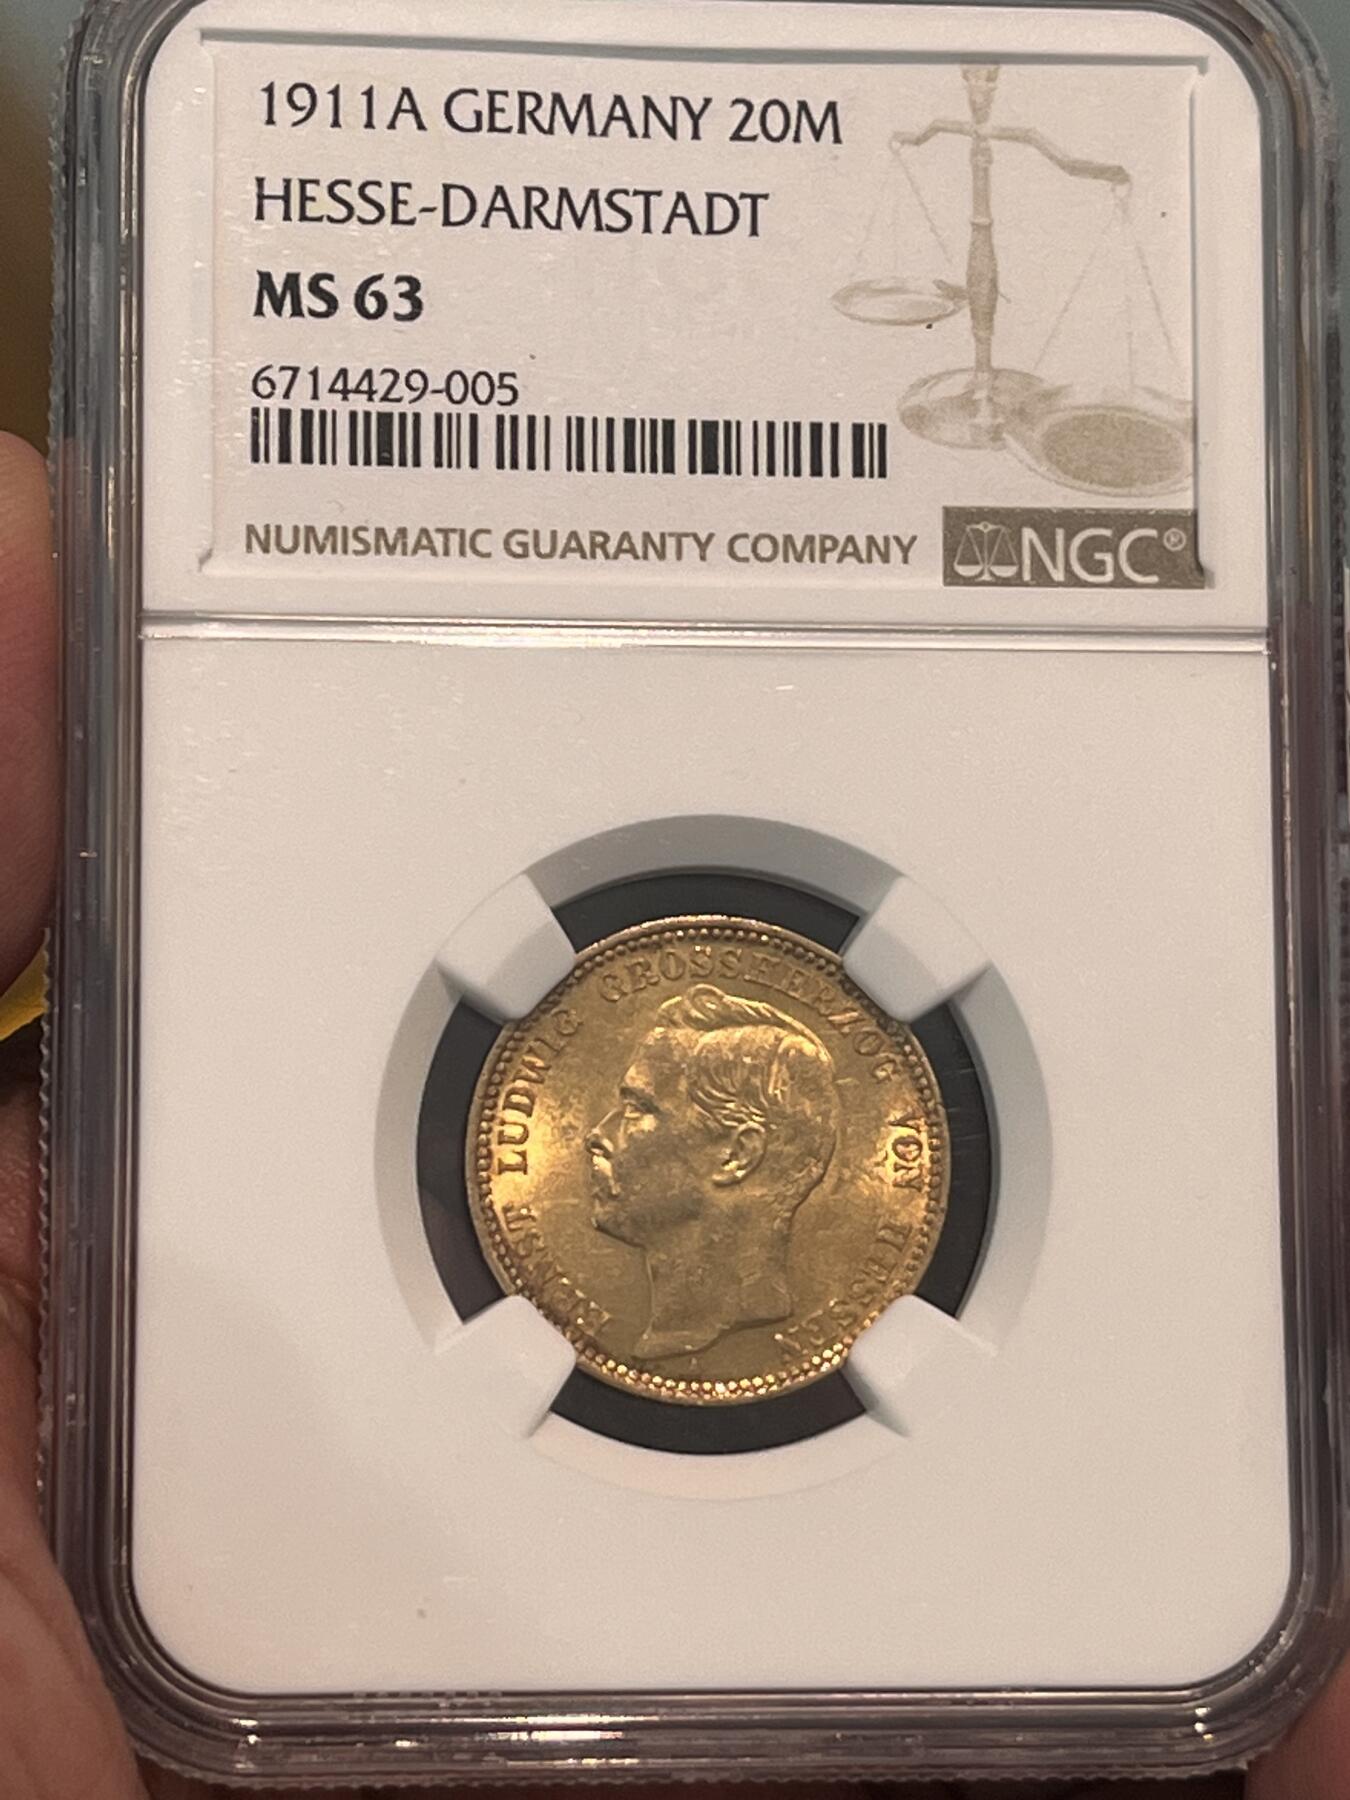 1911A GERMANY 20M
HESSE-DARMSTADT
MS 63
6714429-005
NUMISMATIC GUARANTY COMPANY NGC®
ERNST LUDWIG GROSSHERZOG VON HESSEN
A